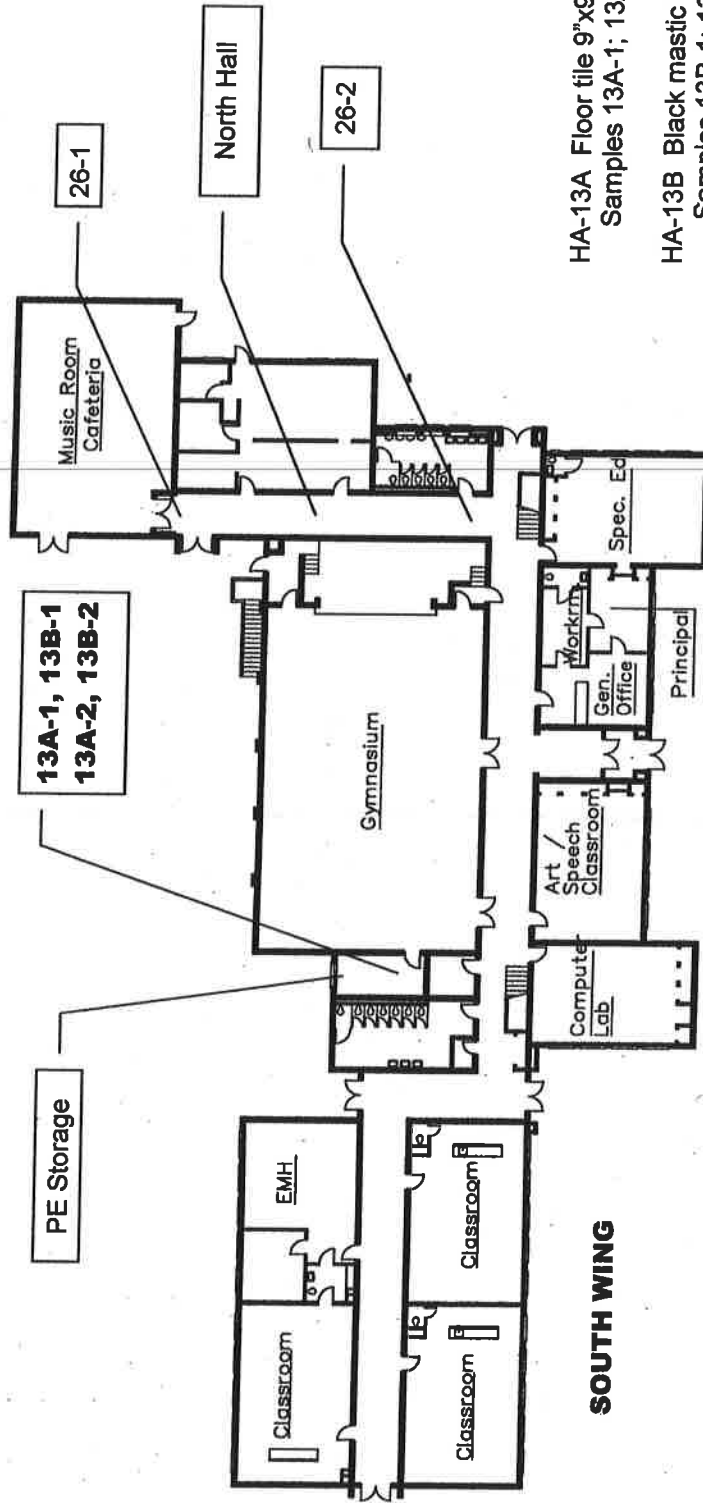 26-1
North Hall
26-2
13A-1, 13B-1
13A-2, 13B-2
PE Storage
Music Room
Cafeteria
Gymnasium
Spec. Ed
Workrm
Gen.
Office
Principal
Art /
Speech
Classroom
Computer
Lab
EMH
Classroom
Classroom
Classroom
SOUTH WING
HA-13A Floor tile 9"x9
Samples 13A-1;
HA-13B Black mastic